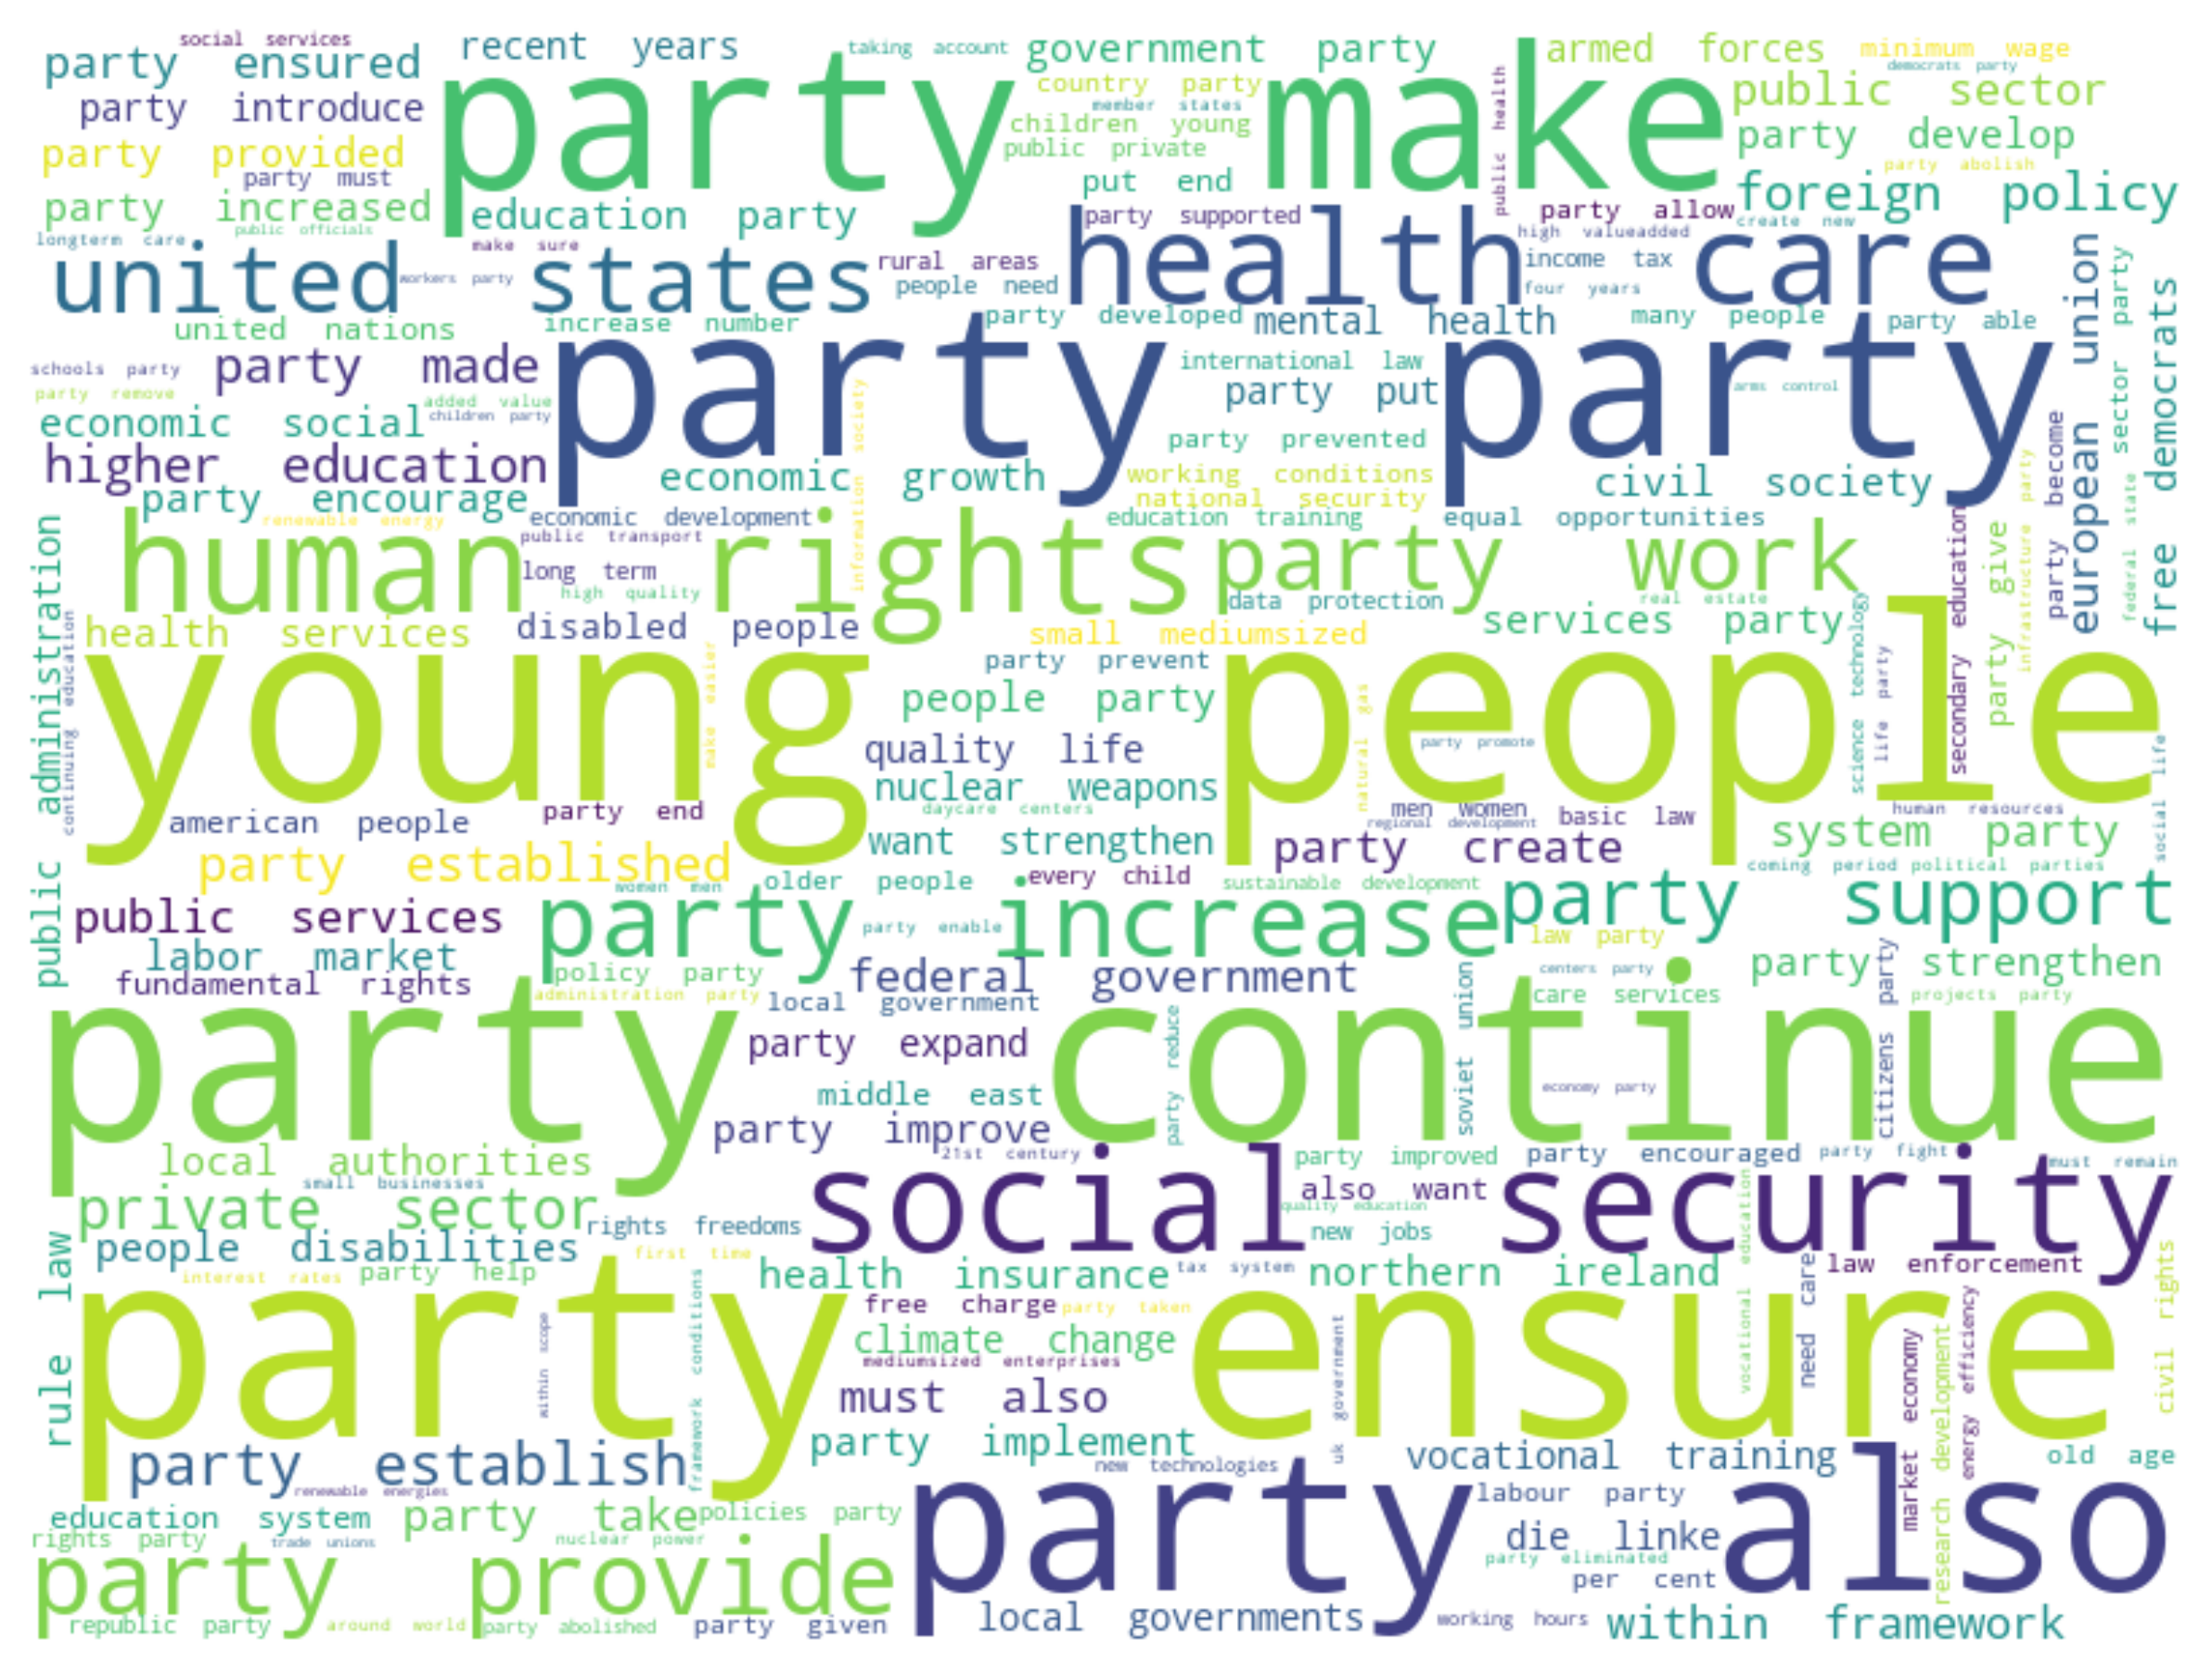 social services
party ensured
recent years
taking account
government party
armed forces
minimum wage
democrats party
party introduce
country party
member states
public health
public sector
party make
children young
public private
party provided
party must
party develop
party abolish
party increased
public officials
education party
put end
party supported
party allow
foreign policy
create new
longterm care
make sure
united states
workers party
rural areas
people need
health care
high valueadded
income tax
four years
european union
sector party
free democrats
united nations
increase number
party developed
mental health
many people
party able
schools party
party made
party party
international law
party put
arms control
party remove
added value
children party
information society
economic social
party prevented
higher education
economic growth
working conditions
national security
civil society
party become
infrastructure party
federal state
party encourage
renewable energy
economic development
public transport
education training
equal opportunities
human rights
party work
secondary education
party give
long term
high quality
data protection
real estate
public administration
continuing education
health services
disabled people
small mediumsized
services party
science technology
life party
young people
make easier
party prevent
people party
natural gas
quality life
party promote
social life
nuclear weapons
daycare centers
american people
party end
men women
regional development
basic law
human resources
want strengthen
party create
system party
party established
women men
older people
every child
sustainable development
coming period
political parties
public services
party increase
party enable
party support
law party
labor market
fundamental rights
policy party
administration party
federal government
local government
soviet union
centers party
care services
citizens party
party strengthen
projects party
party continue
party expand
party reduce
economy party
middle east
party improve
21st century
local authorities
small businesses
party improved
party encouraged
party fight
must remain
social security
also want
quality education
private sector
rights freedoms
new jobs
vocational education
rule law
people disabilities
first time
interest rates
party help
health insurance
tax system
northern ireland
need care
law enforcement
civil rights
party ensure
within scope
framework conditions
free charge
party taken
climate change
mediumsized enterprises
uk government
market economy
research development
energy efficiency
must also
party implement
party establish
renewable energies
new technologies
vocational training
old age
education system
party take
policies party
party also
labour party
die linke
rights party
trade unions
nuclear power
party eliminated
per cent
party provide
republic party
around world
party abolished
party given
local governments
working hours
within framework